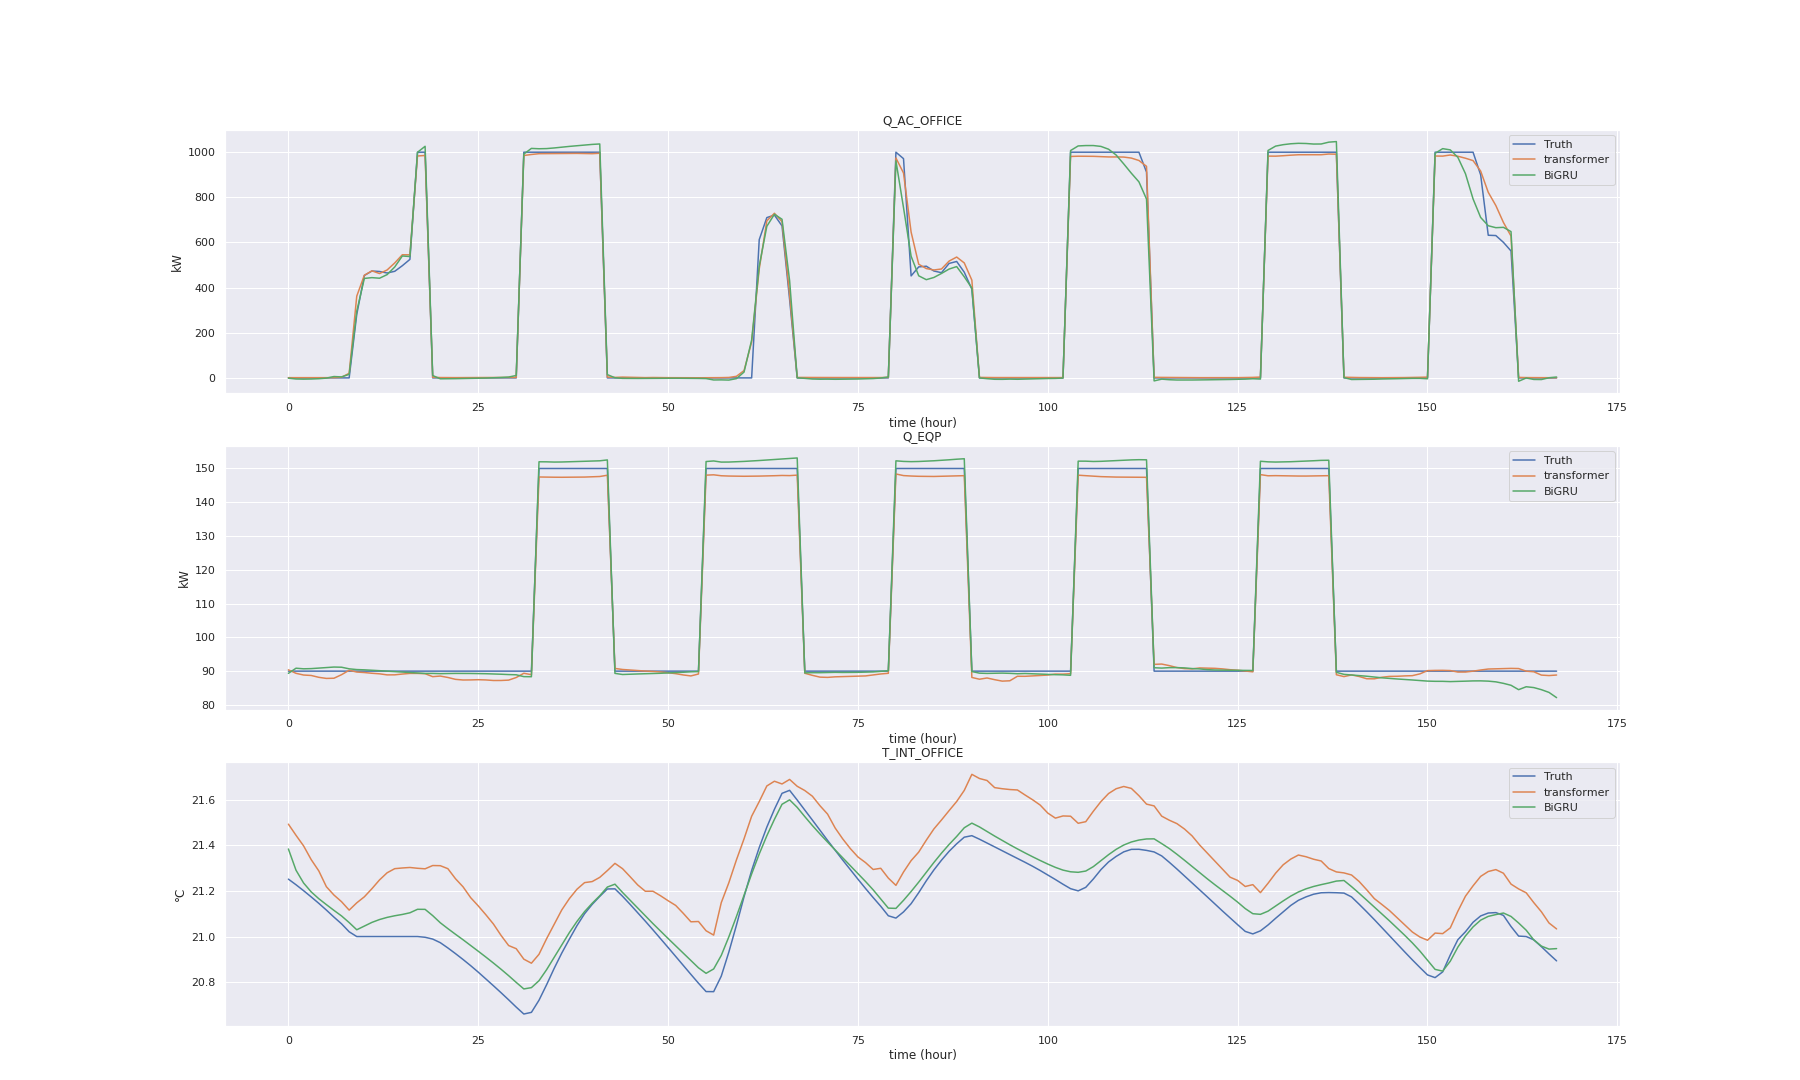 Q_AC_OFFICE
1000
800
600
400
200
0
kW
Truth
transformer
BiGRU
0 25 50 75 100 125 150 175
time (hour)
Q_EQP
150
140
130
120
110
100
90
80
kW
Truth
transformer
BiGRU
0 25 50 75 100 125 150 175
time (hour)
T_INT_OFFICE
21.6
21.4
21.2
21.0
20.8
°C
Truth
transformer
BiGRU
0 25 50 75 100 125 150 175
time (hour)